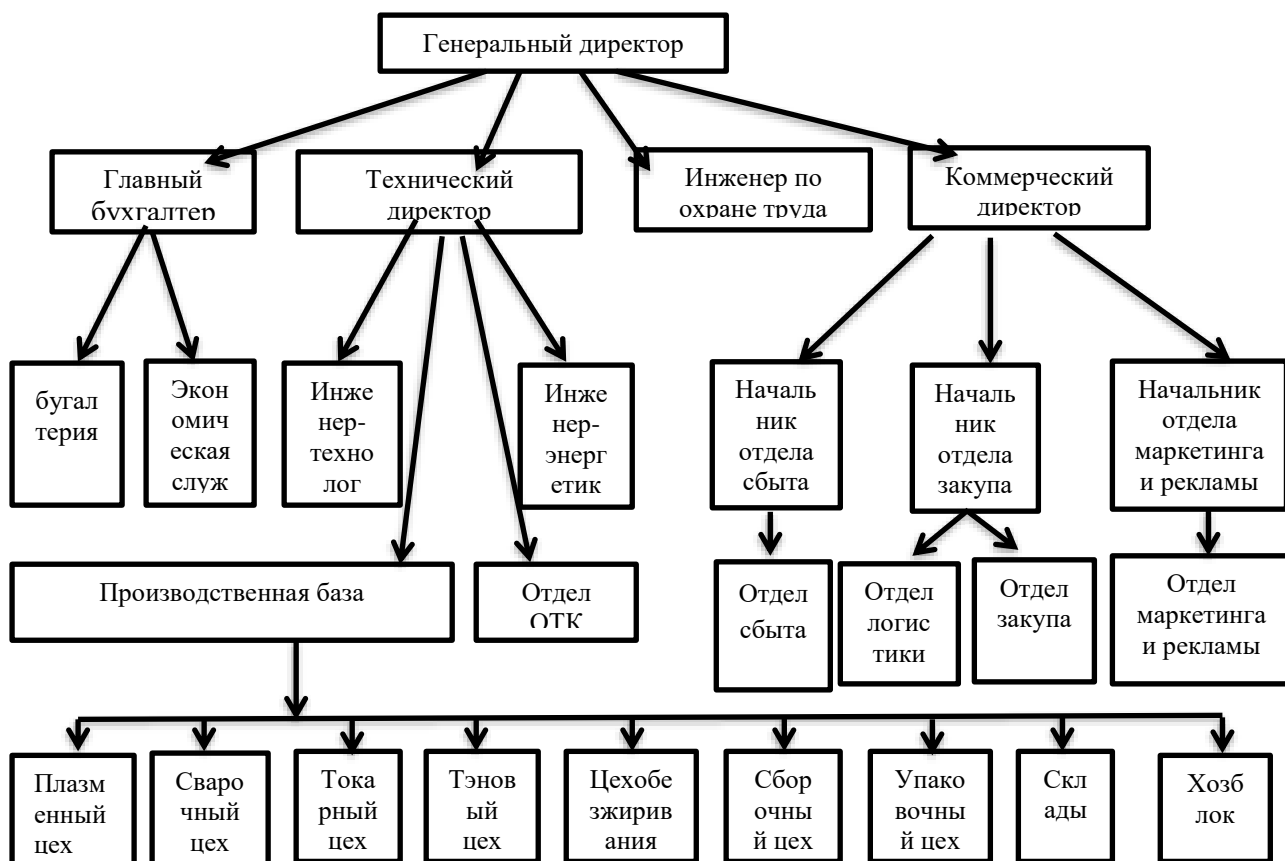 Генеральный директор
Главный
бухгалтер
Технический
директор
Инженер по
охране труда
Коммерческий
директор
бугал
терия
Экон
омич
еская
служ
Инже
нер-
техно
лог
Инже
нер-
энерг
етик
Началь
ник
отдела
сбыта
Началь
ник
отдела
закупа
Начальник
отдела
маркетинга
и рекламы
Производственная база
Отдел
ОТК
Отдел
сбыта
Отдел
логис
тики
Отдел
закупа
Отдел
маркетинга
и рекламы
Плазм
енный
цех
Сваро
чный
цех
Тока
рный
цех
Тэнов
ый
цех
Цехобе
зжирив
ания
Сбор
очны
й цех
Упако
вочны
й цех
Скл
ады
Хозб
лок